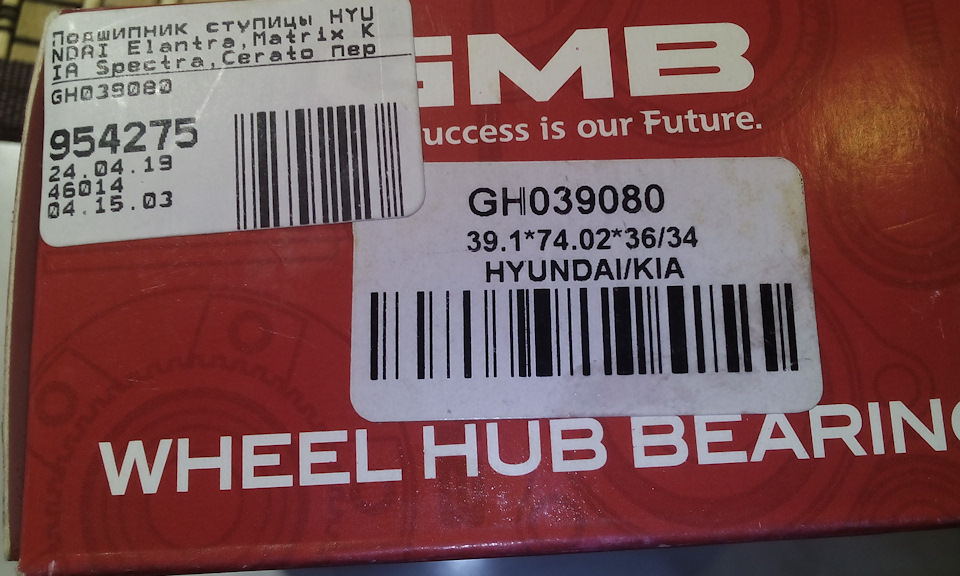 Подшипник ступицы HYU
NDAI Elantra,Matrix K
IA Spectra,Cerato пер
GH039080
954275
24.04.19
46014
04.15.03
GMB
uccess is our Future.
GH039080
39.1*74.02*36/34
HYUNDAI/KIA
WHEEL HUB BEARING